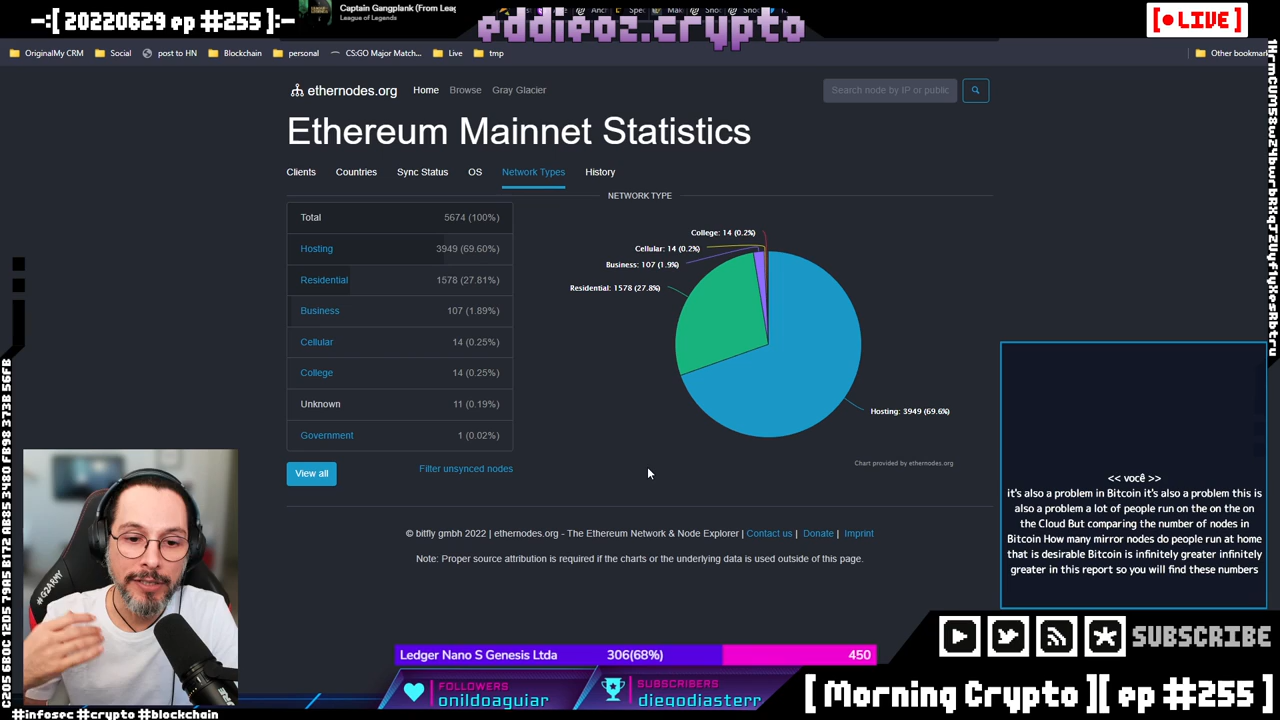 -:[ 20220629 ep #255 ]:-
Captain Gangplank (From Leag
League of Legends
eddieoz.crypto
[● LIVE ]
OriginalMy CRM
Social
post to HN
Blockchain
personal
CS:GO Major Match...
Live
tmp
Other bookmar
ethernodes.org
Home
Browse
Gray Glacier
Search node by IP or public
Ethereum Mainnet Statistics
Clients
Countries
Sync Status
OS
Network Types
History
NETWORK TYPE
Total 5674 (100%)
Hosting 3949 (69.60%)
Residential 1578 (27.81%)
Business 107 (1.89%)
Cellular 14 (0.25%)
College 14 (0.25%)
Unknown 11 (0.19%)
Government 1 (0.02%)
View all
Filter unsynced nodes
College: 14 (0.2%)
Cellular: 14 (0.2%)
Business: 107 (1.9%)
Residential: 1578 (27.8%)
Hosting: 3949 (69.6%)
Chart provided by ethernodes.org
© bitfly gmbh 2022 | ethernodes.org - The Ethereum Network & Node Explorer | Contact us | Donate | Imprint
Note: Proper source attribution is required if the charts or the underlying data is used outside of this page.
<< você >>
it's also a problem in Bitcoin it's also a problem this is
also a problem a lot of people run on the on the on
the Cloud But comparing the number of nodes in
Bitcoin How many mirror nodes do people run at home
that is desirable Bitcoin is infinitely greater infinitely
greater in this report so you will find these numbers
#G2ARMY
Ledger Nano S Genesis Ltda 306(68%) 450
FOLLOWERS
onildoaguiar
SUBSCRIBERS
diegodiasterr
SUBSCRIBE
[ Morning Crypto ][ ep #255 ]
#infosec #crypto #blockchain